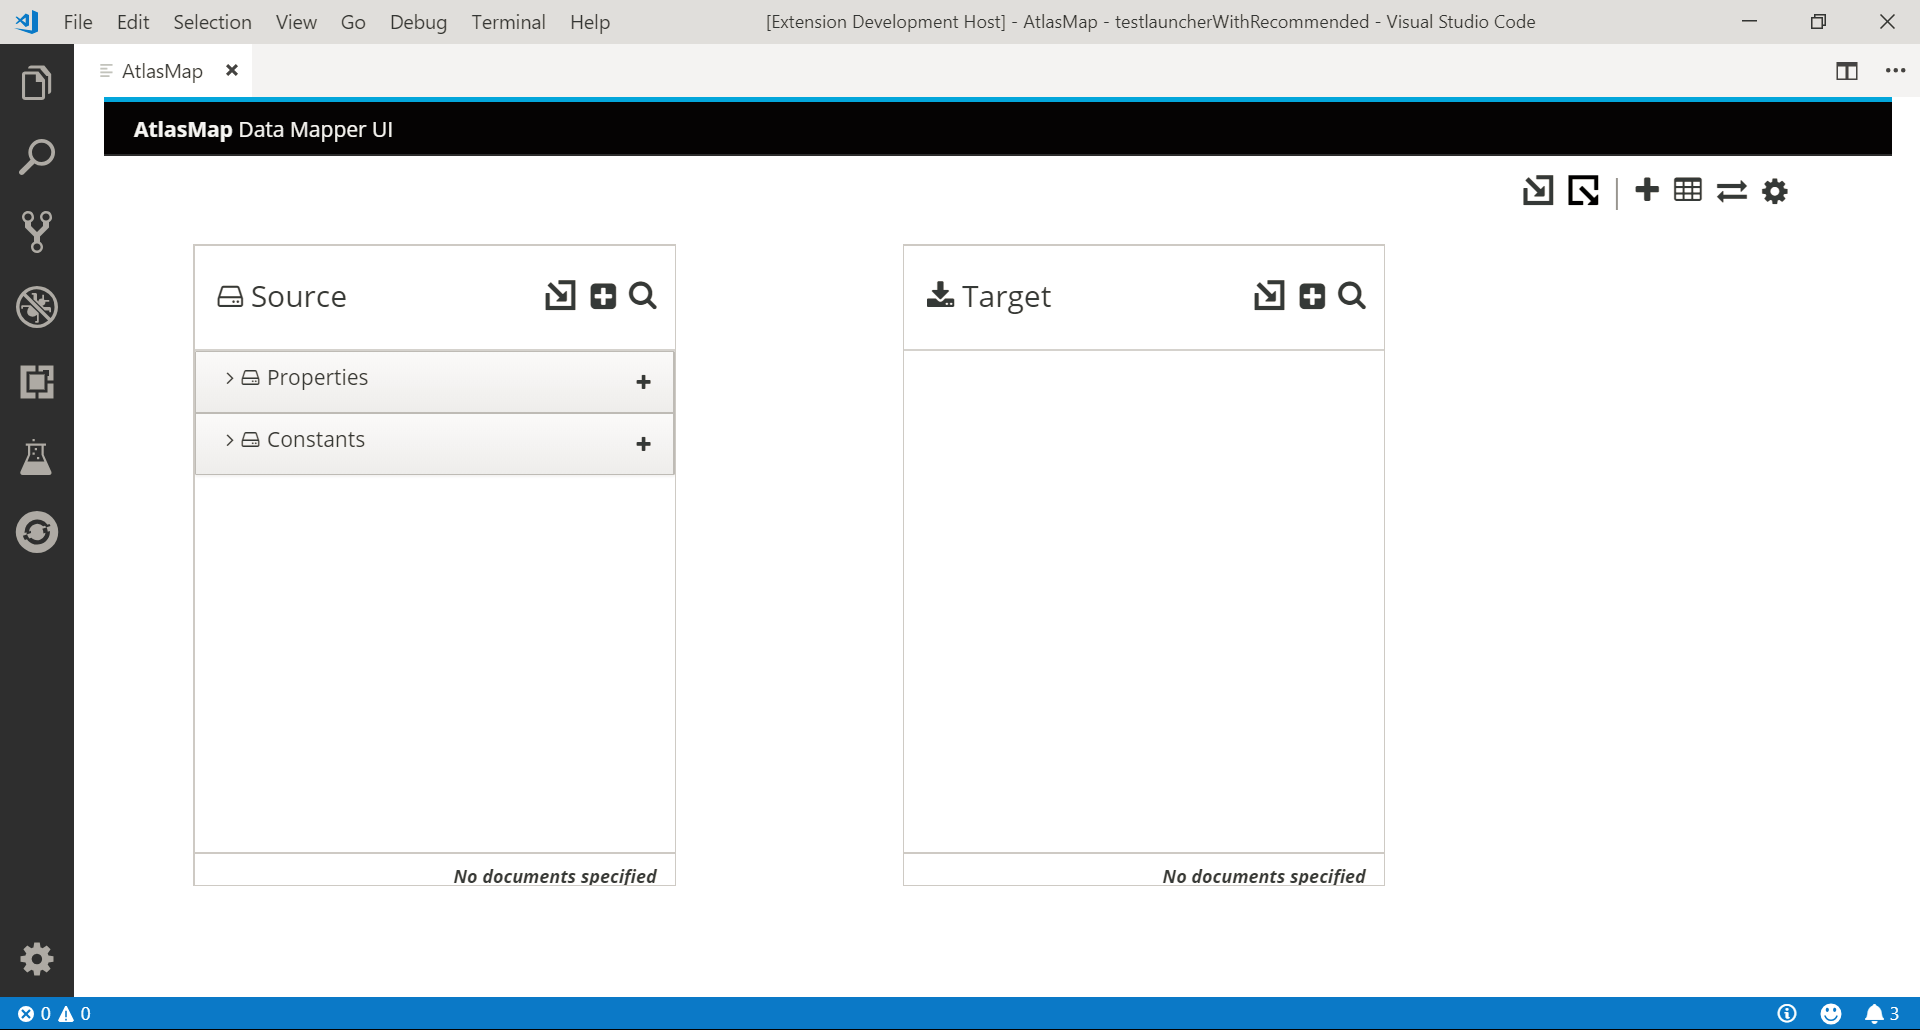 File Edit Selection View Go Debug Terminal Help [Extension Development Host] - AtlasMap - testlauncherWithRecommended - Visual Studio Code
AtlasMap
AtlasMap Data Mapper UI
Source
Target
Properties
Constants
No documents specified
No documents specified
0 0 3